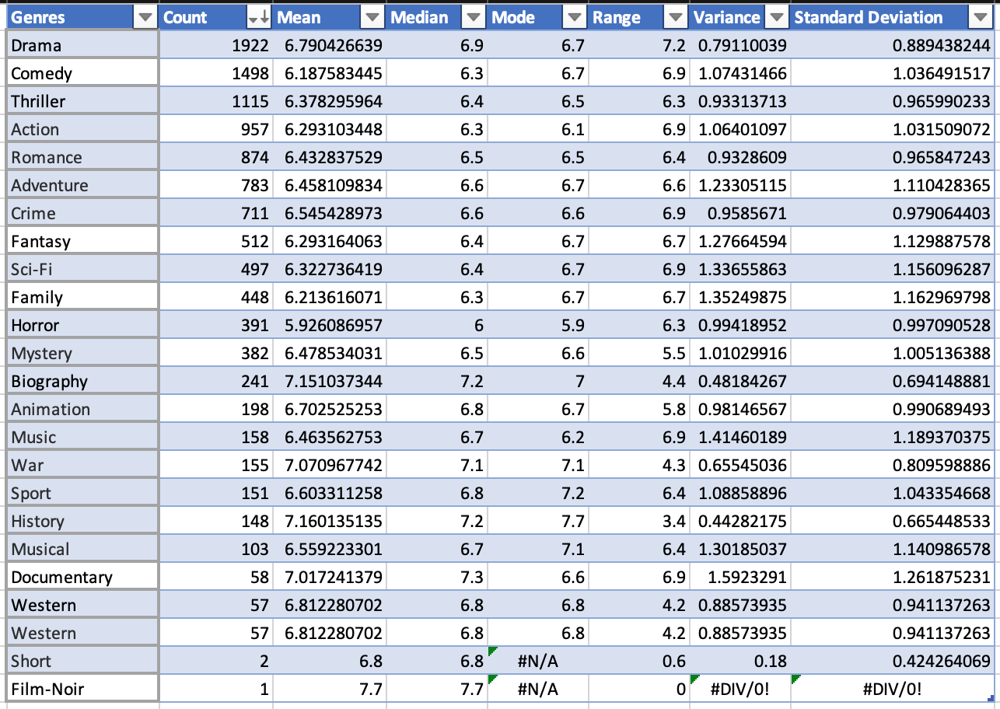 Genres Count Mean Median Mode Range Variance Standard Deviation
Drama 1922 6.790426639 6.9 6.7 7.2 0.79110039 0.889438244
Comedy 1498 6.187583445 6.3 6.7 6.9 1.07431466 1.036491517
Thriller 1115 6.378295964 6.4 6.5 6.3 0.93313713 0.965990233
Action 957 6.293103448 6.3 6.1 6.9 1.06401097 1.031509072
Romance 874 6.432837529 6.5 6.5 6.4 0.9328609 0.965847243
Adventure 783 6.458109834 6.6 6.7 6.6 1.23305115 1.110428365
Crime 711 6.545428973 6.6 6.6 6.9 0.9585671 0.979064403
Fantasy 512 6.293164063 6.4 6.7 6.7 1.27664594 1.129887578
Sci-Fi 497 6.322736419 6.4 6.7 6.9 1.33655863 1.156096287
Family 448 6.213616071 6.3 6.7 6.7 1.35249875 1.162969798
Horror 391 5.926086957 6 5.9 6.3 0.99418952 0.997090528
Mystery 382 6.478534031 6.5 6.6 5.5 1.01029916 1.005136388
Biography 241 7.151037344 7.2 7 4.4 0.48184267 0.694148881
Animation 198 6.702525253 6.8 6.7 5.8 0.98146567 0.990689493
Music 158 6.463562753 6.7 6.2 6.9 1.41460189 1.189370375
War 155 7.070967742 7.1 7.1 4.3 0.65545036 0.809598886
Sport 151 6.603311258 6.8 7.2 6.4 1.08858896 1.043354668
History 148 7.160135135 7.2 7.7 3.4 0.44282175 0.665448533
Musical 103 6.559223301 6.7 7.1 6.4 1.30185037 1.140986578
Documentary 58 7.017241379 7.3 6.6 6.9 1.5923291 1.261875231
Western 57 6.812280702 6.8 6.8 4.2 0.88573935 0.941137263
Western 57 6.812280702 6.8 6.8 4.2 0.88573935 0.941137263
Short 2 6.8 6.8 #N/A 0.6 0.18 0.424264069
Film-Noir 1 7.7 7.7 #N/A 0 #DIV/0! #DIV/0!